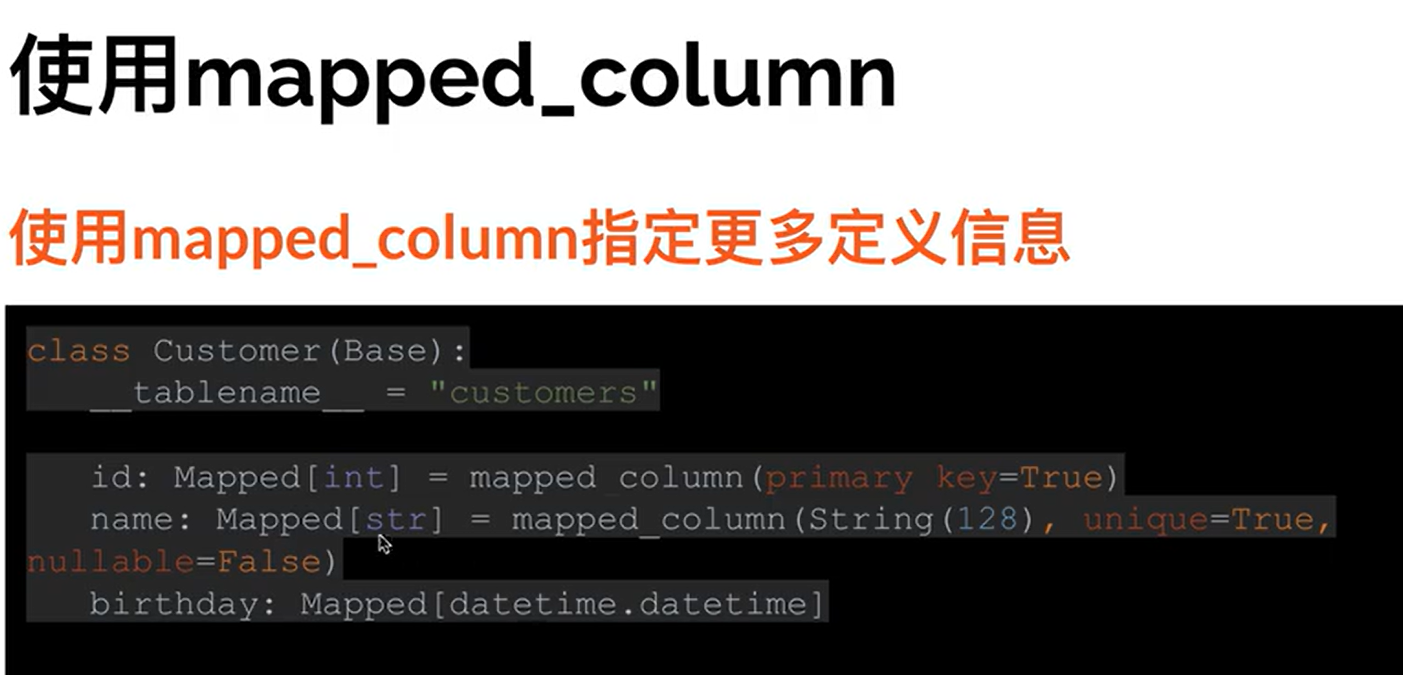 使用mapped_column
使用mapped_column指定更多定义信息
class Customer(Base):
    __tablename__ = "customers"
    id: Mapped[int] = mapped_column(primary_key=True)
    name: Mapped[str] = mapped_column(String(128), unique=True,
nullable=False)
    birthday: Mapped[datetime.datetime]